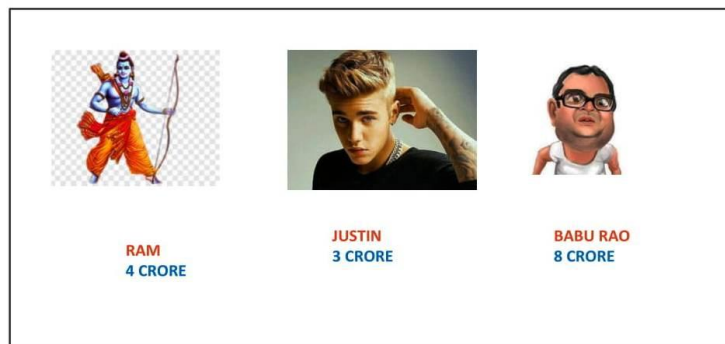 RAM
4 CRORE
JUSTIN
3 CRORE
BABU RAO
8 CRORE